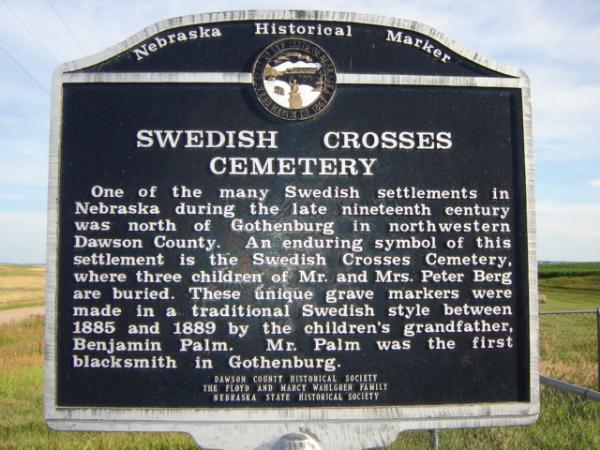 Nebraska Historical Marker
SWEDISH CROSSES
CEMETERY
One of the many Swedish settlements in
Nebraska during the late nineteenth century
was north of Gothenburg in northwestern
Dawson County. An enduring symbol of this
settlement is the Swedish Crosses Cemetery,
where three children of Mr. and Mrs. Peter Berg
are buried. These unique grave markers were
made in a traditional Swedish style between
1885 and 1889 by the children's grandfather,
Benjamin Palm. Mr. Palm was the first
blacksmith in Gothenburg.
DAWSON COUNTY HISTORICAL SOCIETY
THE FLOYD AND MARCY WAHLGREN FAMILY
NEBRASKA STATE HISTORICAL SOCIETY